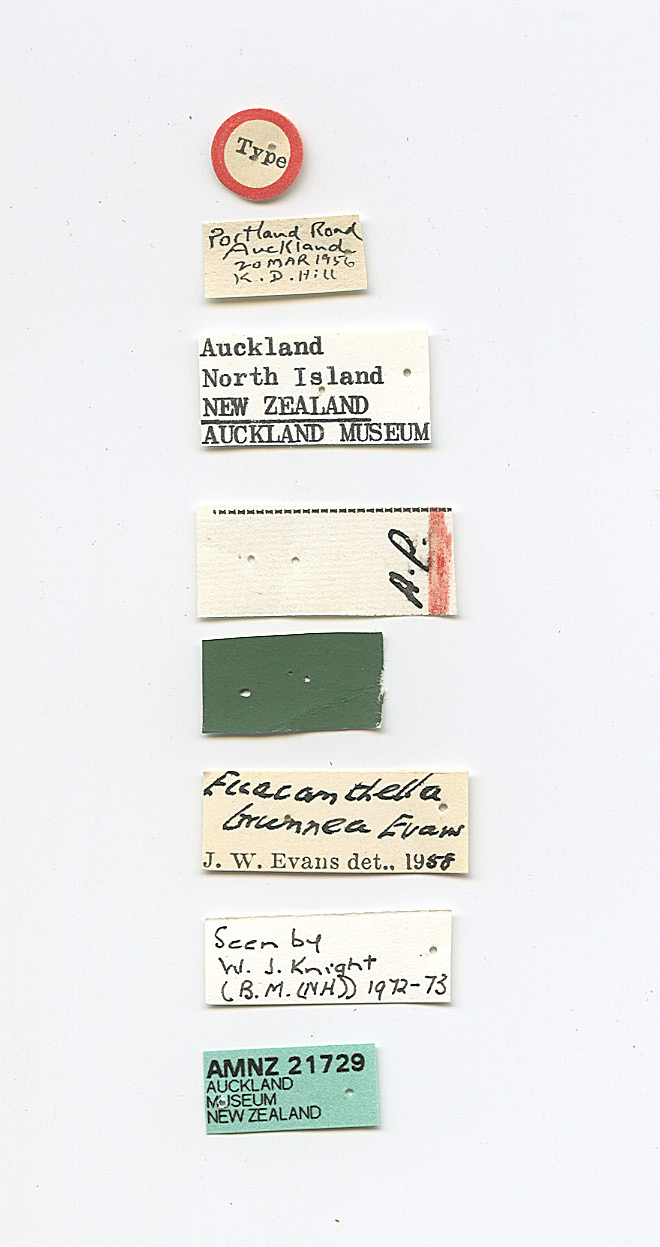 Type
Portland Road
Auckland
20 MAR 1956
K. D. Hill
Auckland
North Island
NEW ZEALAND
AUCKLAND MUSEUM
A.P.
Euacanthella
brunnea Evans
J. W. Evans det., 1958
Seen by
W. J. Knight
(B.M.(NH)) 1972-73
AMNZ 21729
AUCKLAND
MUSEUM
NEW ZEALAND